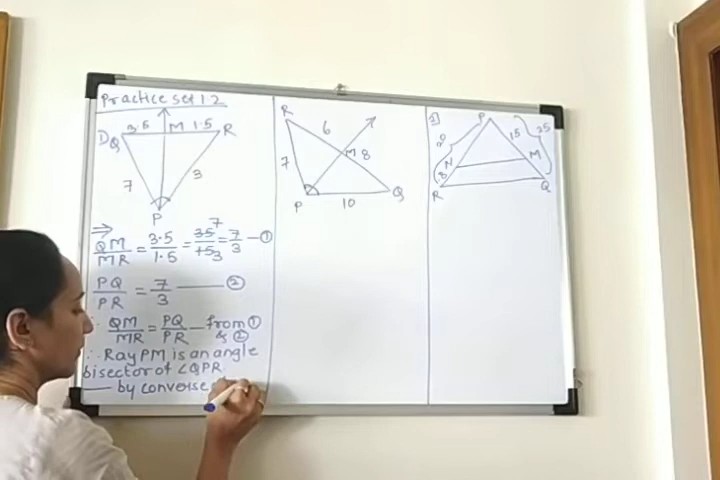 Practice set 1.2
D Q 3.5 M 1.5 R
7 3
P
QM/MR = 3.5/1.5 = 35/15 = 7/3 — ①
PQ/PR = 7/3 — ②
∴ QM/MR = PQ/PR — from ① & ②
∴ Ray PM is an angle
bisector of ∠QPR
— by converse
R 6
7 M 8
P 10 Q
P 15 25
N M
8
R Q